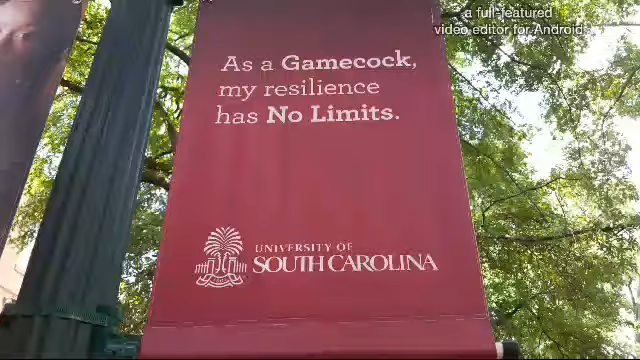 a full-featured
video editor for Android
As a Gamecock,
my resilience
has No Limits.
UNIVERSITY OF
SOUTH CAROLINA